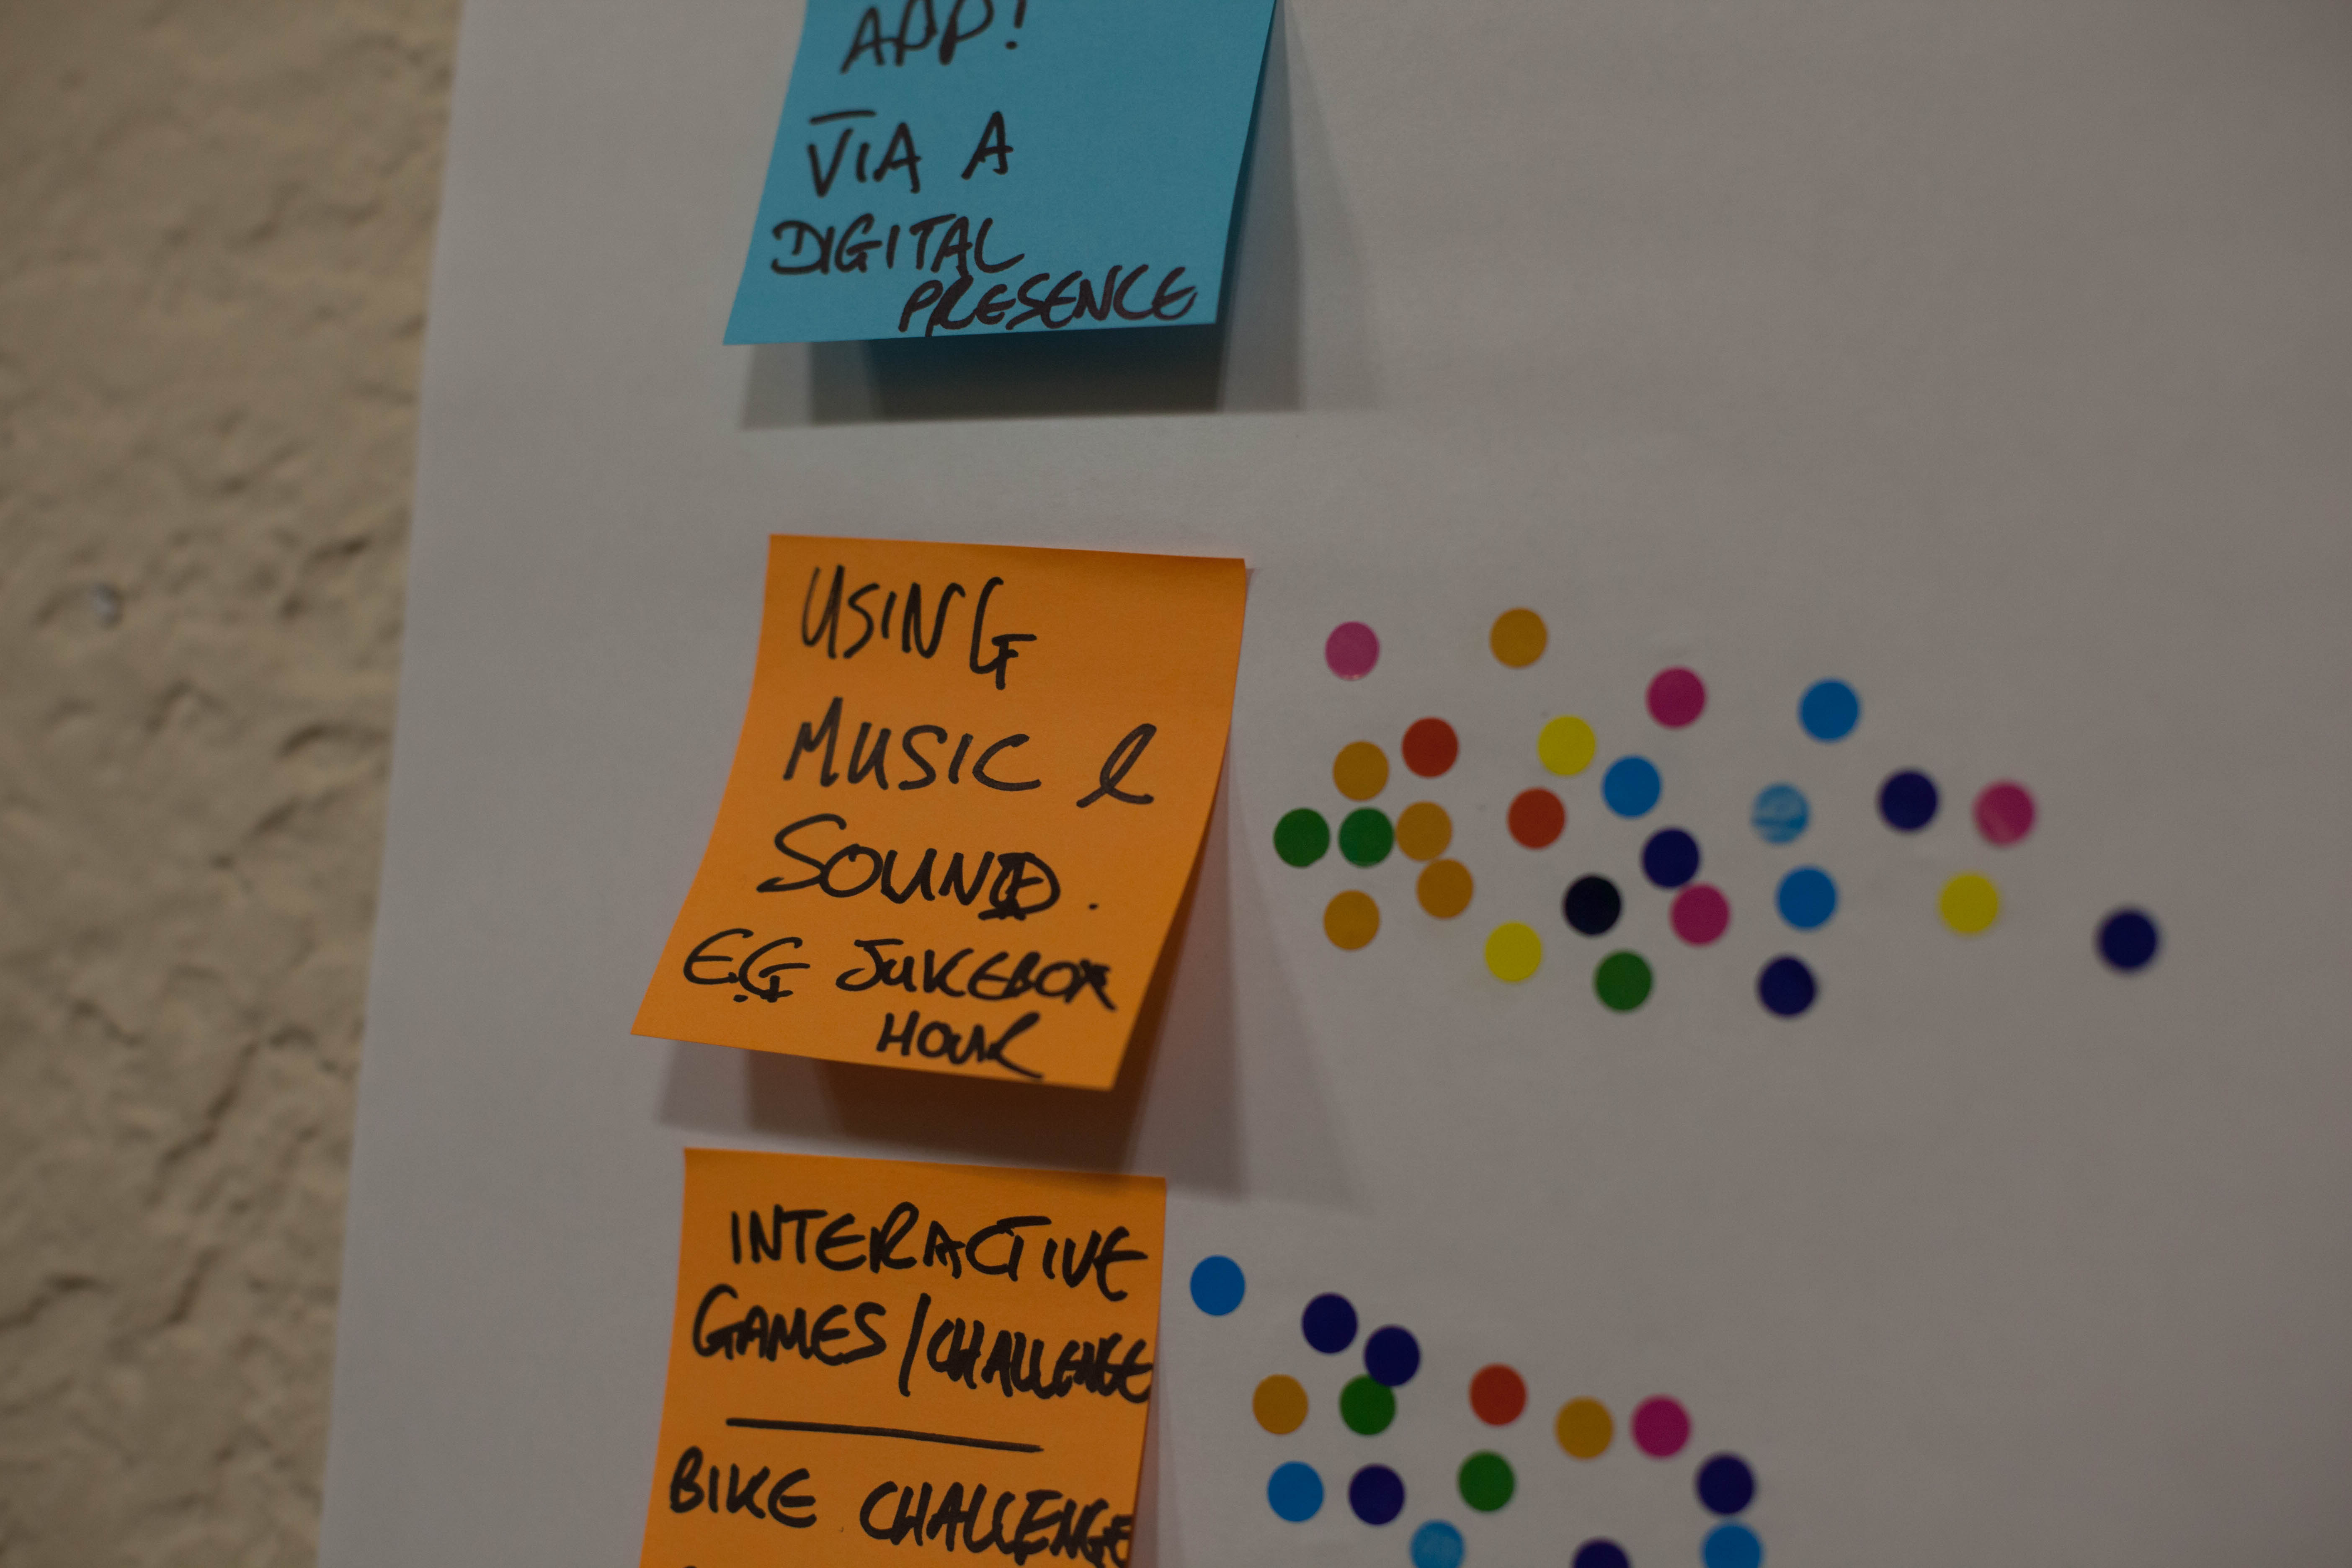 APP!
VIA A
DIGITAL
PRESENCE
USING
MUSIC &
SOUND.
E.G JUKEBOX
HOUR
INTERACTIVE
GAMES/CHALLENGE
BIKE CHALLENGE